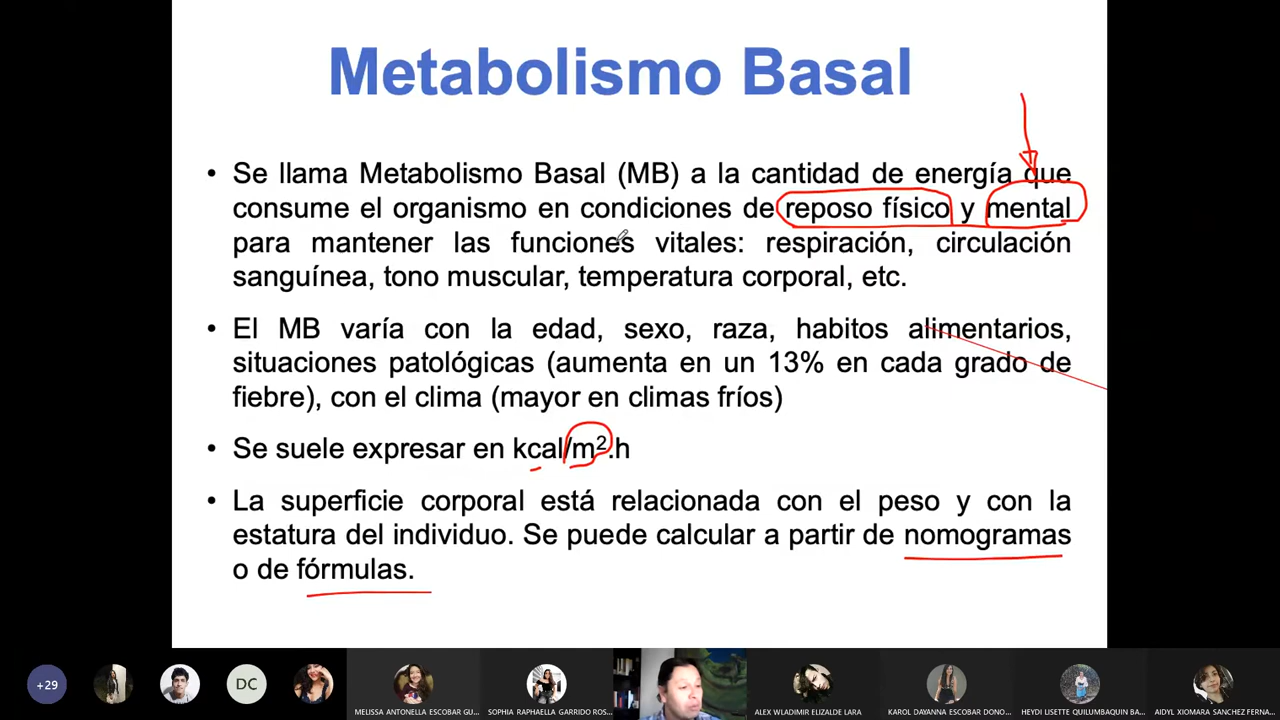 Metabolismo Basal
• Se llama Metabolismo Basal (MB) a la cantidad de energía que
consume el organismo en condiciones de reposo físico y mental
para mantener las funciones vitales: respiración, circulación
sanguínea, tono muscular, temperatura corporal, etc.
• El MB varía con la edad, sexo, raza, habitos alimentarios,
situaciones patológicas (aumenta en un 13% en cada grado de
fiebre), con el clima (mayor en climas fríos)
• Se suele expresar en kcal/m².h
• La superficie corporal está relacionada con el peso y con la
estatura del individuo. Se puede calcular a partir de nomogramas
o de fórmulas.
+29
DC
MELISSA ANTONELLA ESCOBAR GU...
SOPHIA RAPHAELLA GARRIDO ROS...
ALEX WLADIMIR ELIZALDE LARA
KAROL DAYANNA ESCOBAR DONO...
HEYDI LISETTE QUILUMBAQUIN BA...
AIDYL XIOMARA SANCHEZ FERNA...